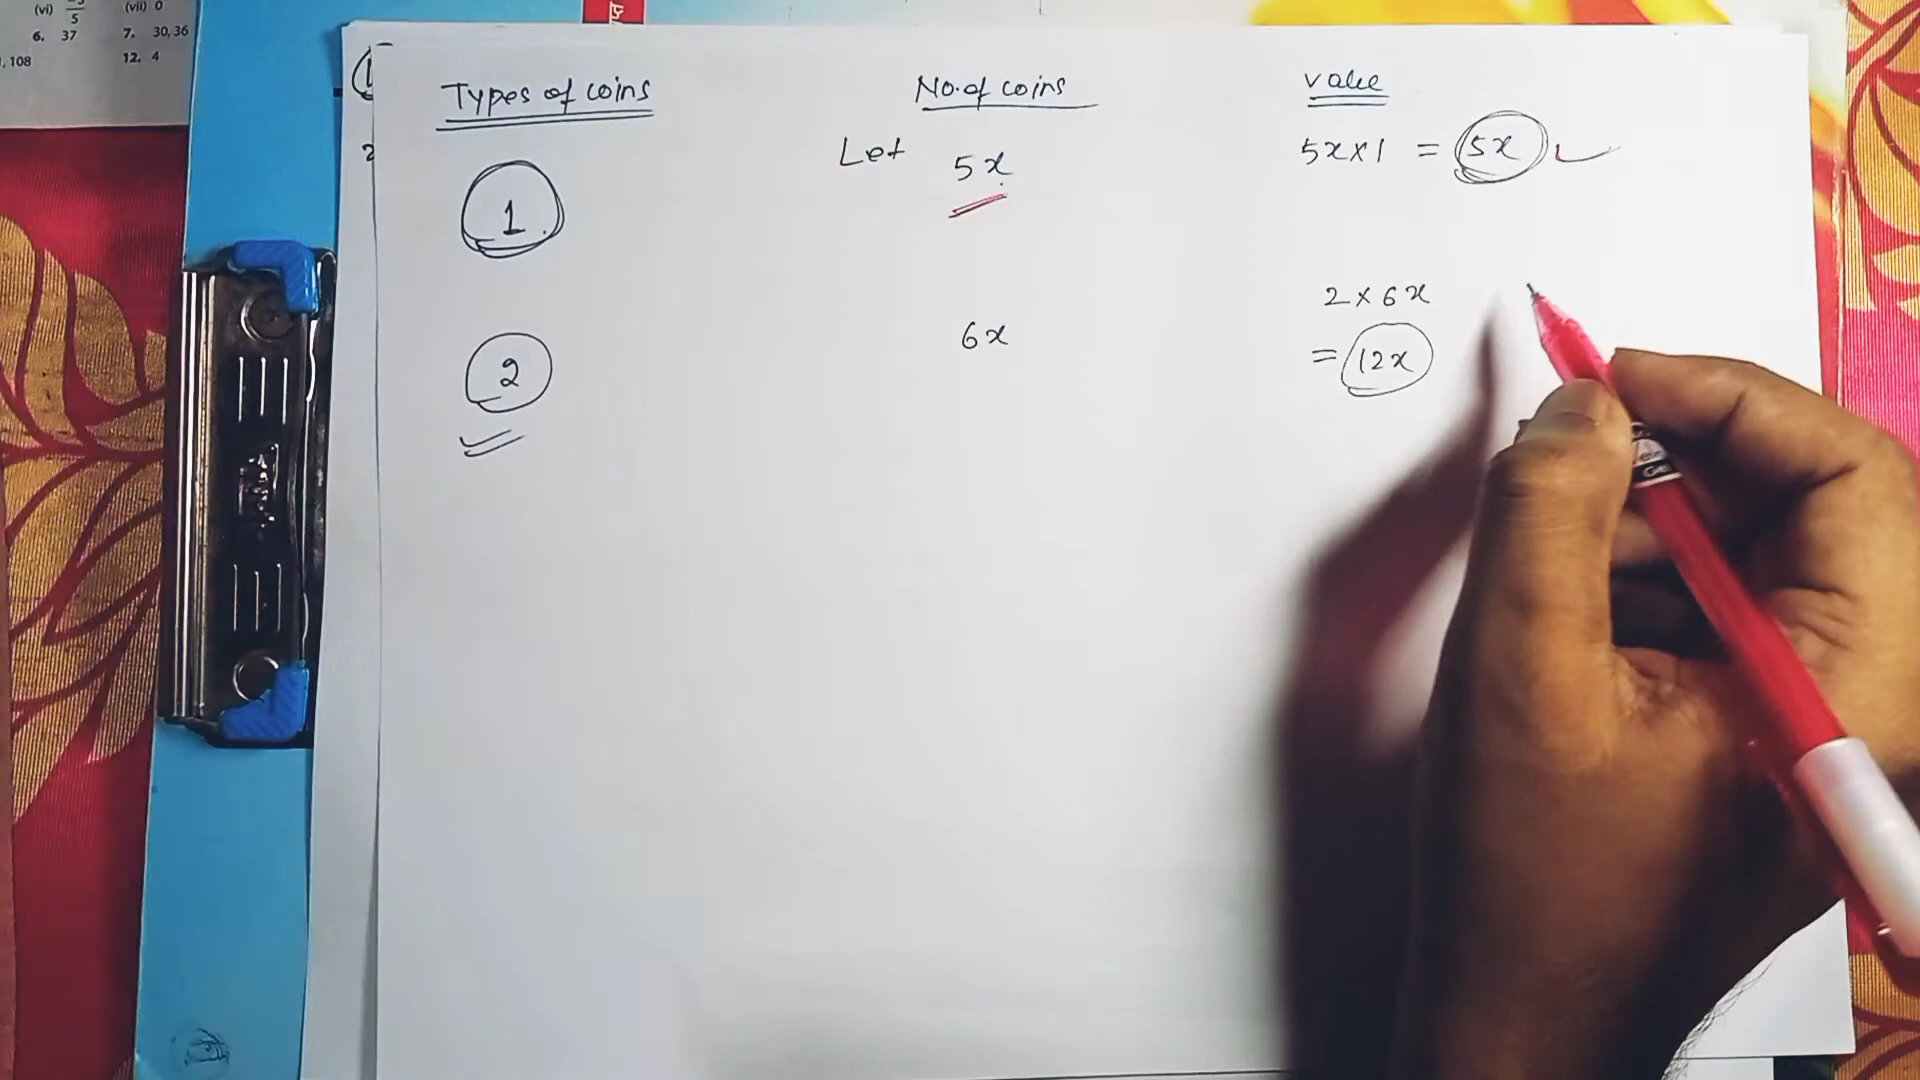 (vi) 5 (vii) 0
6. 37 7. 30, 36
, 108 12. 4
Types of coins No. of coins value
Let 5x 5x×1 = 5x
1
2×6x
6x
2 = 12x